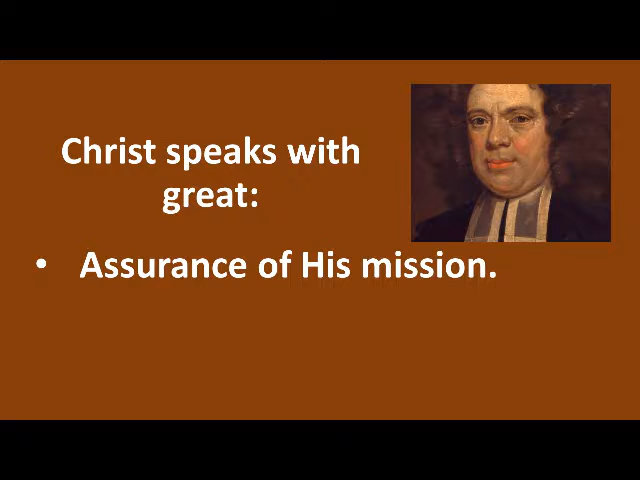 Christ speaks with
great:
• Assurance of His mission.